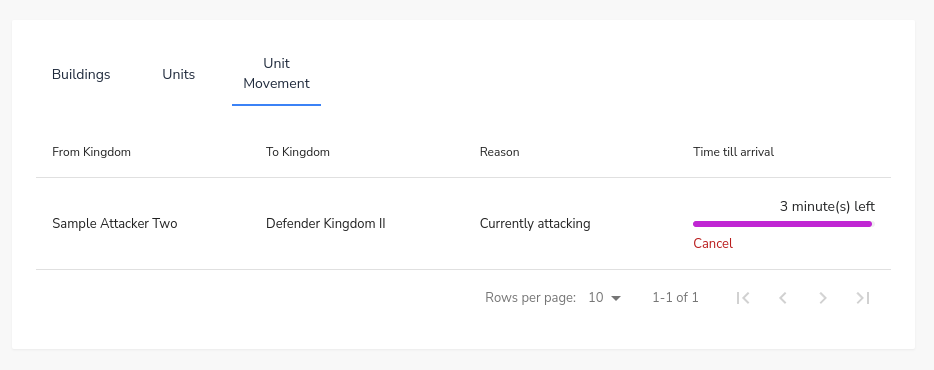 Buildings
Units
Unit
Movement
From Kingdom
To Kingdom
Reason
Time till arrival
Sample Attacker Two
Defender Kingdom II
Currently attacking
3 minute(s) left
Cancel
Rows per page: 10
1-1 of 1